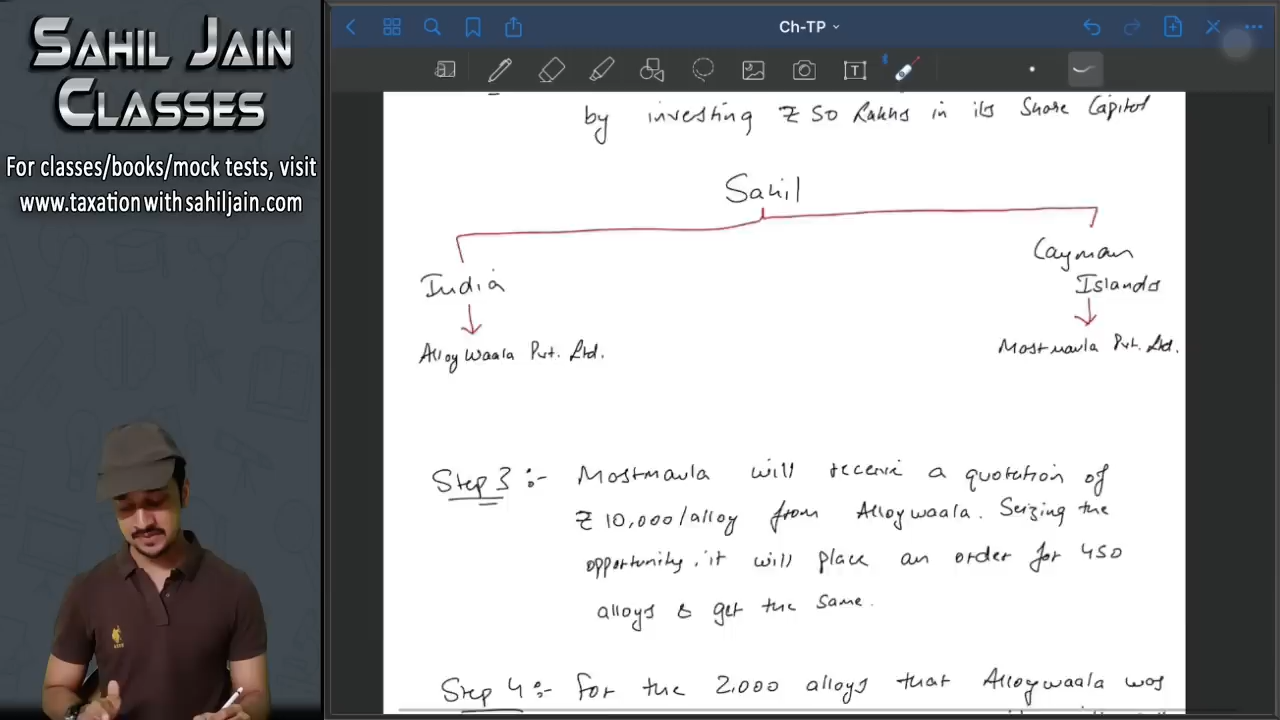 SAHIL JAIN
CLASSES
For classes/books/mock tests, visit
www.taxationwithsahiljain.com
Ch-TP
T
by investing ₹ 50 Lakhs in its Share Capital
Sahil
India
Cayman
Islands
Alloywaala Pvt. Ltd.
Mostmaula Pvt. Ltd.
Step 3 :- Mostmaula will receive a quotation of
₹ 10,000/alloy from Alloywaala. Seizing the
opportunity, it will place an order for 450
alloys & get the same.
Step 4 :- For the 2,000 alloys that Alloywaala was